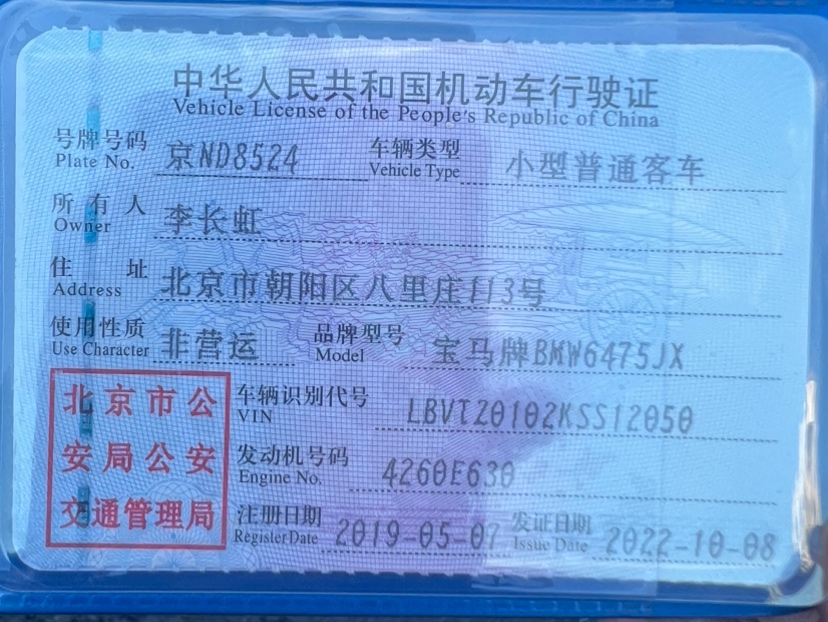 中华人民共和国机动车行驶证
Vehicle License of the People's Republic of China
号牌号码 京ND8524 车辆类型 小型普通客车
Plate No. Vehicle Type
所有人 李长虹
Owner
住址 北京市朝阳区八里庄113号
Address
使用性质 非营运 品牌型号 宝马牌BMW6475JX
Use Character Model
北京市公 车辆识别代号 LBVTZ0102KSS12050
VIN
安局公安 发动机号码 4260E630
Engine No.
交通管理局 注册日期 2019-05-07 发证日期 2022-10-08
Register Date Issue Date